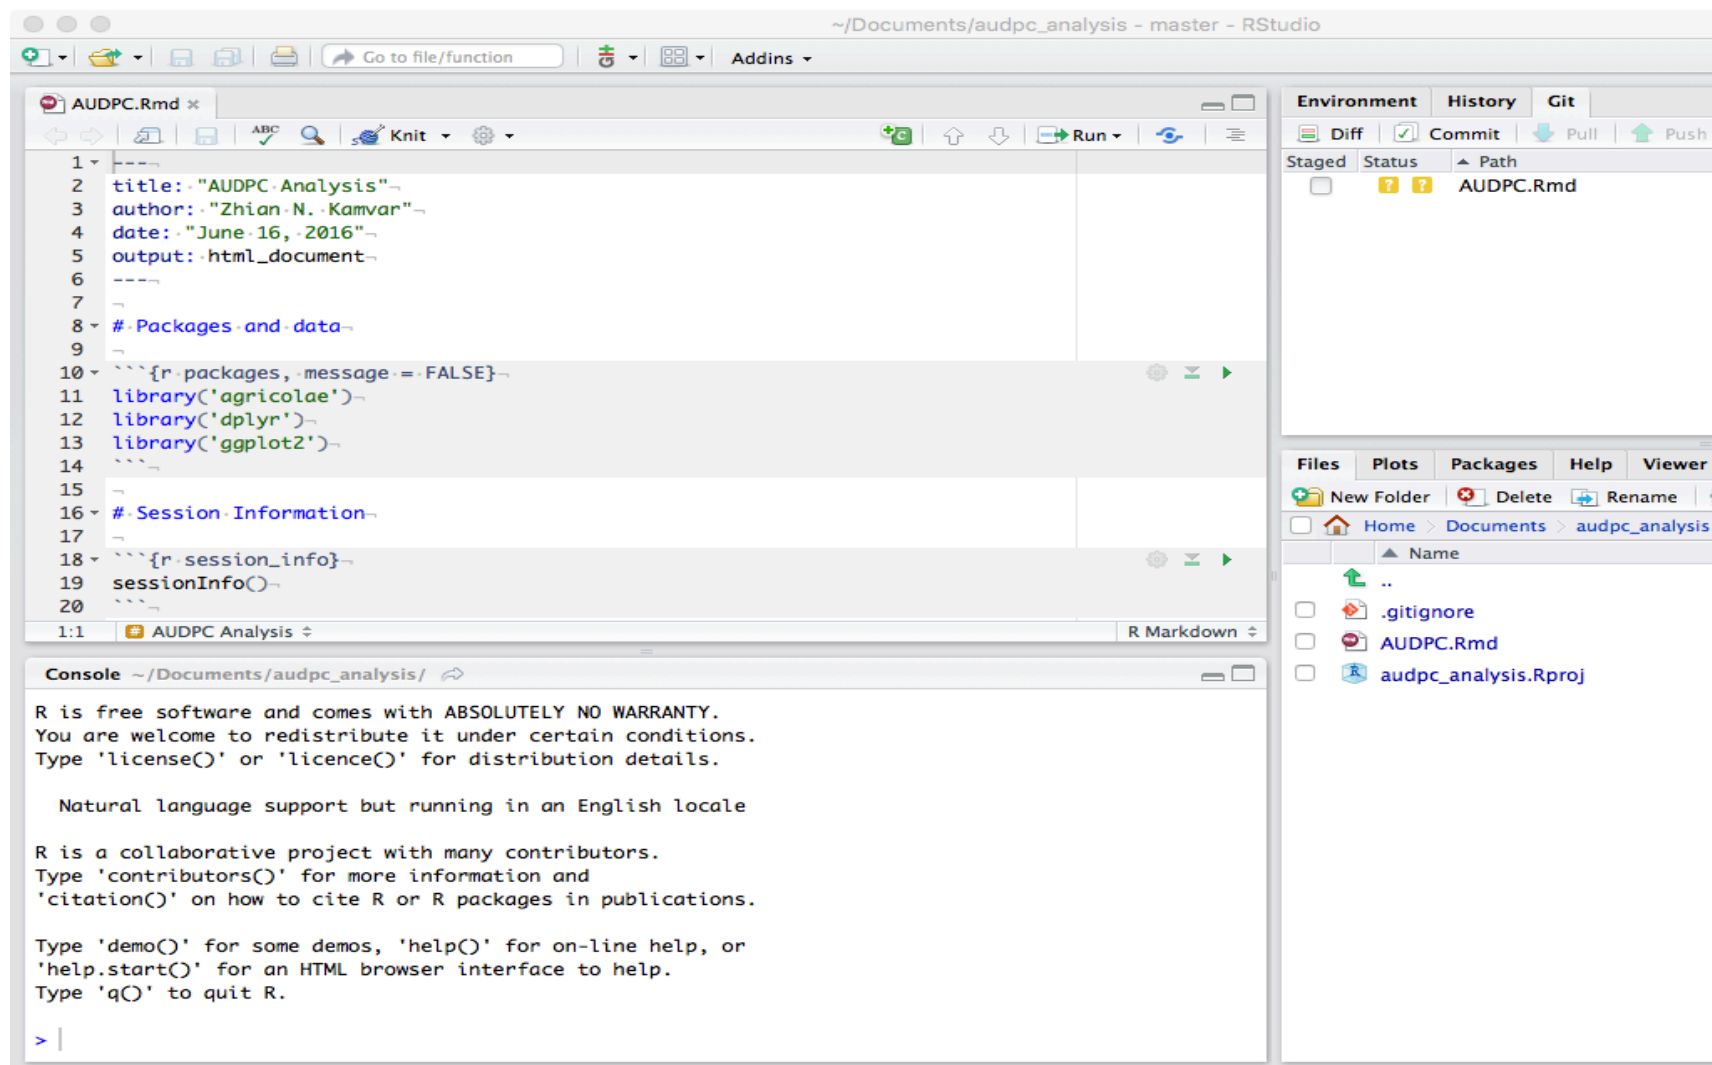 ~/Documents/audpc_analysis - master - RStudio
Go to file/function
Addins
AUDPC.Rmd
ABC
Knit
Run
1 ---
2 title: "AUDPC Analysis"
3 author: "Zhian N. Kamvar"
4 date: "June 16, 2016"
5 output: html_document
6 ---
7
8 # Packages and data
9
10 ```{r packages, message = FALSE}
11 library('agricolae')
12 library('dplyr')
13 library('ggplot2')
14 ```
15
16 # Session Information
17
18 ```{r session_info}
19 sessionInfo()
20 ```
1:1 # AUDPC Analysis R Markdown
Console ~/Documents/audpc_analysis/
R is free software and comes with ABSOLUTELY NO WARRANTY.
You are welcome to redistribute it under certain conditions.
Type 'license()' or 'licence()' for distribution details.
Natural language support but running in an English locale
R is a collaborative project with many contributors.
Type 'contributors()' for more information and
'citation()' on how to cite R or R packages in publications.
Type 'demo()' for some demos, 'help()' for on-line help, or
'help.start()' for an HTML browser interface to help.
Type 'q()' to quit R.
>
Environment History Git
Diff Commit Pull Push
Staged Status Path
? ? AUDPC.Rmd
Files Plots Packages Help Viewer
New Folder Delete Rename
Home > Documents > audpc_analysis
Name
..
.gitignore
AUDPC.Rmd
audpc_analysis.Rproj